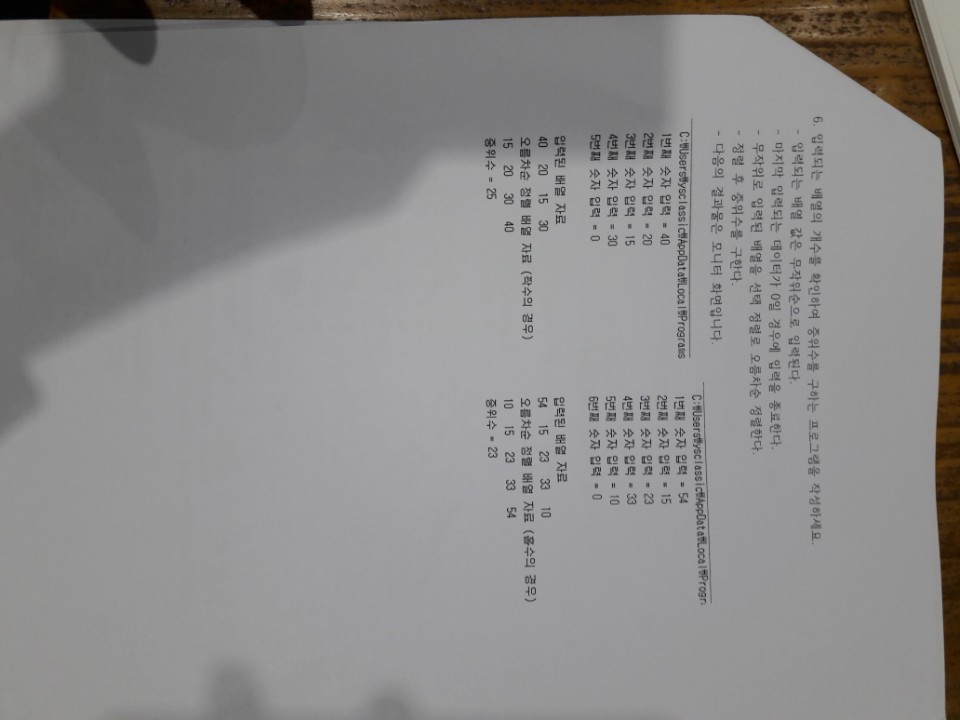 6. 입력되는 배열의 개수를 확인하여 중위수를 구하는 프로그램을 작성하세요.
- 입력되는 배열 값은 무작위순으로 입력된다.
- 마지막 입력되는 데이터가 0일 경우에 입력을 종료한다.
- 무작위로 입력된 배열을 선택 정렬로 오름차순 정렬한다.
- 정렬 후 중위수를 구한다.
- 다음의 결과물은 모니터 화면입니다.
C:₩Users₩ysclassic₩AppData₩Local₩Programs
1번째 숫자 입력 = 40
2번째 숫자 입력 = 20
3번째 숫자 입력 = 15
4번째 숫자 입력 = 30
5번째 숫자 입력 = 0
입력된 배열 자료
40 20 15 30
오름차순 정렬 배열 자료 (짝수의 경우)
15 20 30 40
중위수 = 25
C:₩Users₩ysclassic₩AppData₩Local₩Progr
1번째 숫자 입력 = 54
2번째 숫자 입력 = 15
3번째 숫자 입력 = 23
4번째 숫자 입력 = 33
5번째 숫자 입력 = 10
6번째 숫자 입력 = 0
입력된 배열 자료
54 15 23 33 10
오름차순 정렬 배열 자료 (홀수의 경우)
10 15 23 33 54
중위수 = 23